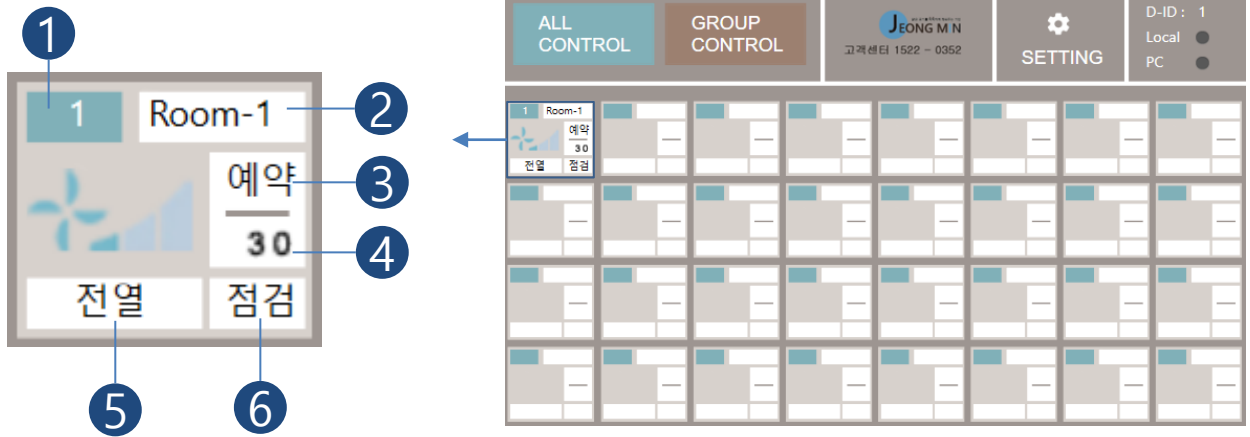 1
1
Room-1
2
예약
3
30
4
전열
점검
5
6
ALL
CONTROL
GROUP
CONTROL
JEONG M N
고객센터 1522 - 0352
SETTING
D-ID : 1
Local
PC
1 Room-1
예약
30
전열 점검